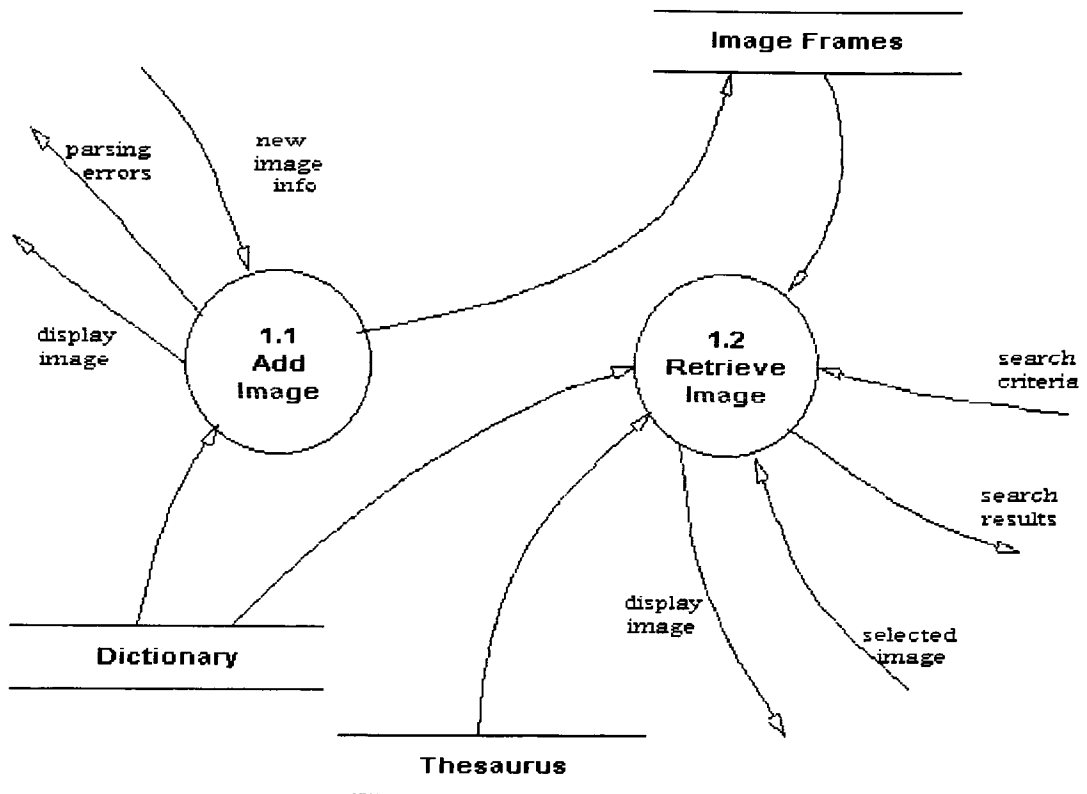 Image Frames
parsing
errors
new
image
info
display
image
1.1
Add
Image
1.2
Retrieve
Image
search
criteria
search
results
display
image
selected
image
Dictionary
Thesaurus